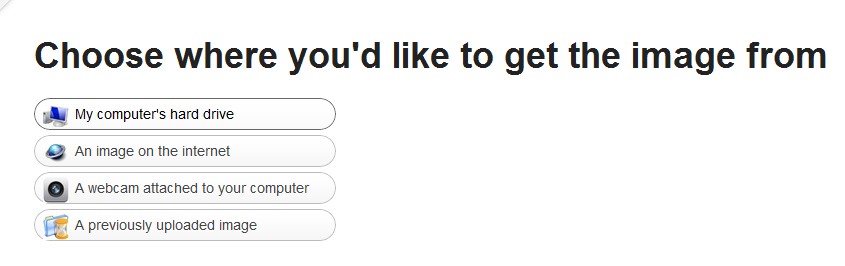 Choose where you'd like to get the image from
My computer's hard drive
An image on the internet
A webcam attached to your computer
A previously uploaded image